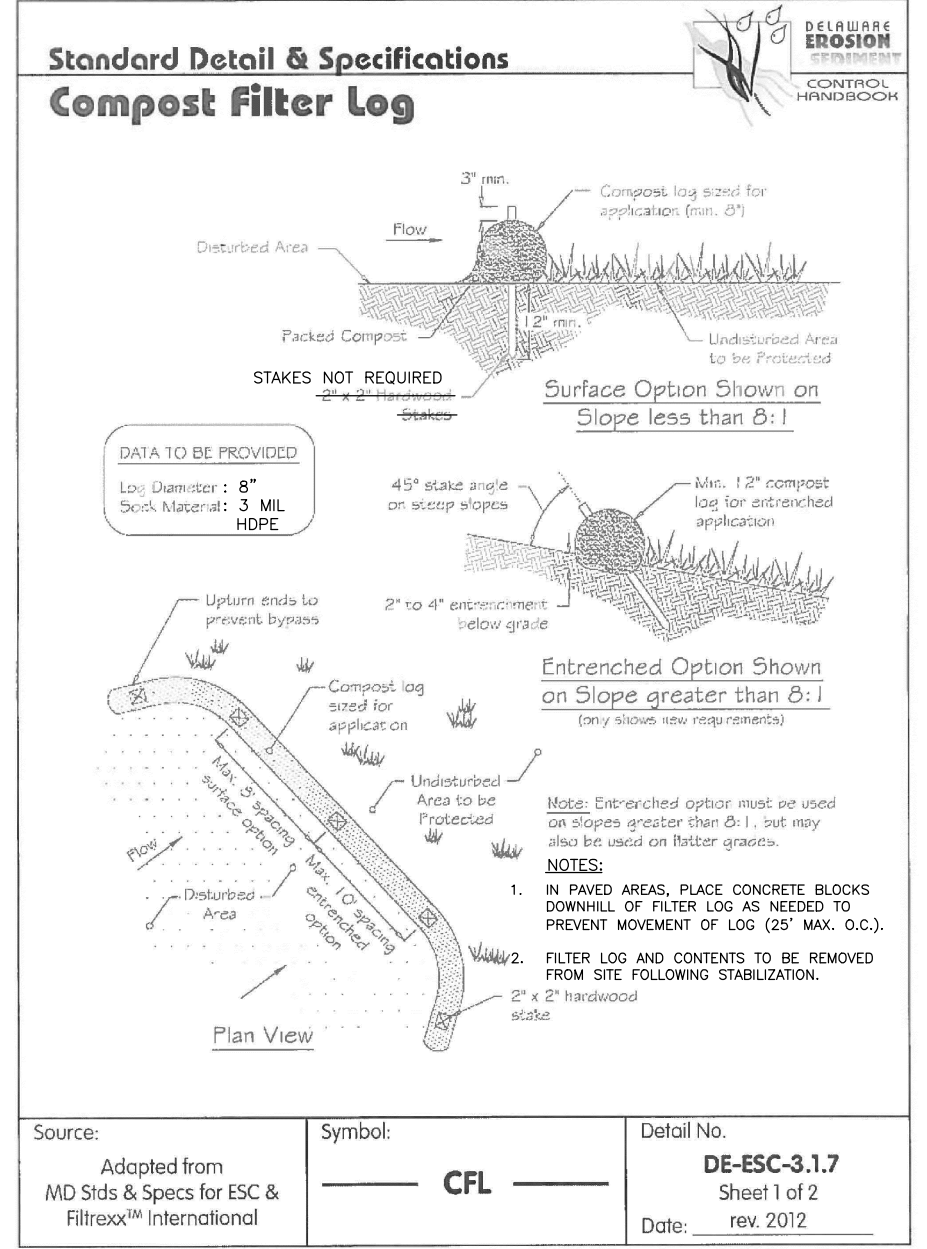 Standard Detail & Specifications
DELAWARE
EROSION
SEDIMENT
CONTROL
HANDBOOK
Compost Filter Log
3" min.
Compost log sized for
application (min. 8")
Flow
Disturbed Area
Packed Compost
12" min.
Undisturbed Area
to be Protected
STAKES NOT REQUIRED
2" x 2" Hardwood
Stakes
Surface Option Shown on
Slope less than 8:1
DATA TO BE PROVIDED
Log Diameter : 8"
Sock Material: 3 MIL
HDPE
45° stake angle
on steep slopes
Min. 12" compost
log for entrenched
application
2" to 4" entrenchment
below grade
Upturn ends to
prevent bypass
Entrenched Option Shown
on Slope greater than 8:1
(only shows new requirements)
Compost log
sized for
application
Max. 8' spacing
surface option
Undisturbed
Area to be
Protected
Flow
Max. 10' spacing
entrenched
option
Disturbed
Area
Note: Entrenched option must be used
on slopes greater than 8:1, but may
also be used on flatter grades.
NOTES:
1. IN PAVED AREAS, PLACE CONCRETE BLOCKS
DOWNHILL OF FILTER LOG AS NEEDED TO
PREVENT MOVEMENT OF LOG (25' MAX. O.C.).
2. FILTER LOG AND CONTENTS TO BE REMOVED
FROM SITE FOLLOWING STABILIZATION.
2" x 2" hardwood
stake
Plan View
Source:
Adapted from
MD Stds & Specs for ESC &
Filtrexx™ International
Symbol:
CFL
Detail No.
DE-ESC-3.1.7
Sheet 1 of 2
Date: rev. 2012